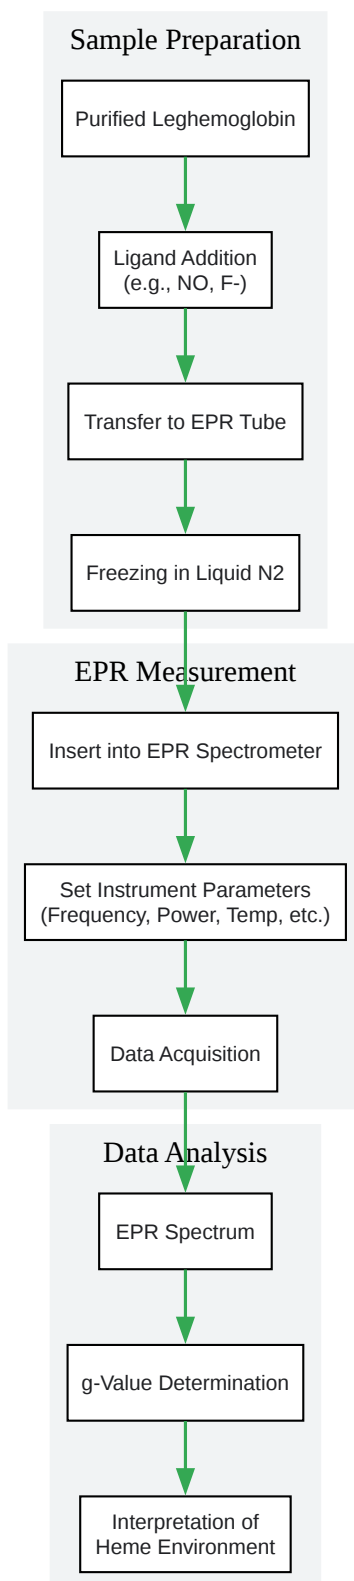 Sample Preparation
Purified Leghemoglobin
Ligand Addition
(e.g., NO, F-)
Transfer to EPR Tube
Freezing in Liquid N2
EPR Measurement
Insert into EPR Spectrometer
Set Instrument Parameters
(Frequency, Power, Temp, etc.)
Data Acquisition
Data Analysis
EPR Spectrum
g-Value Determination
Interpretation of
Heme Environment